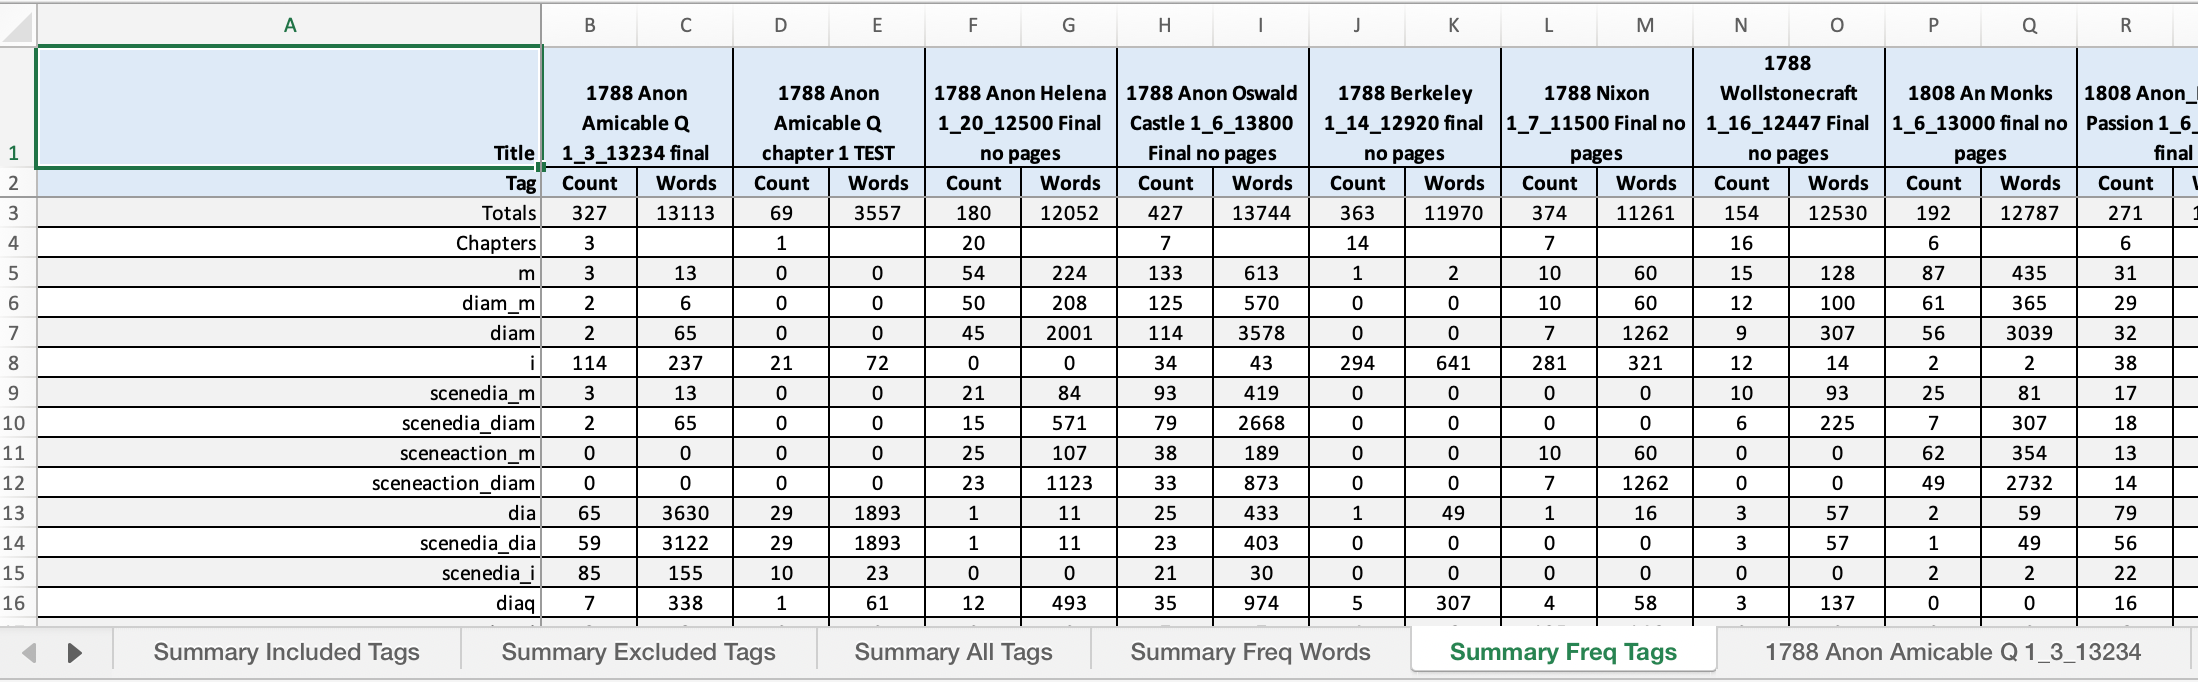 A B C D E F G H I J K L M N O P Q R
1 Title 1788 Anon Amicable Q 1_3_13234 final 1788 Anon Amicable Q chapter 1 TEST 1788 Anon Helena 1_20_12500 Final no pages 1788 Anon Oswald Castle 1_6_13800 Final no pages 1788 Berkeley 1_14_12920 final no pages 1788 Nixon 1_7_11500 Final no pages 1788 Wollstonecraft 1_16_12447 Final no pages 1808 An Monks 1_6_13000 final no pages 1808 Anon_ Passion 1_6_ final
2 Tag Count Words Count Words Count Words Count Words Count Words Count Words Count Words Count Words Count
3 Totals 327 13113 69 3557 180 12052 427 13744 363 11970 374 11261 154 12530 192 12787 271 1
4 Chapters 3 1 20 7 14 7 16 6 6
5 m 3 13 0 0 54 224 133 613 1 2 10 60 15 128 87 435 31
6 diam_m 2 6 0 0 50 208 125 570 0 0 10 60 12 100 61 365 29
7 diam 2 65 0 0 45 2001 114 3578 0 0 7 1262 9 307 56 3039 32
8 i 114 237 21 72 0 0 34 43 294 641 281 321 12 14 2 2 38
9 scenedia_m 3 13 0 0 21 84 93 419 0 0 0 0 10 93 25 81 17
10 scenedia_diam 2 65 0 0 15 571 79 2668 0 0 0 0 6 225 7 307 18
11 sceneaction_m 0 0 0 0 25 107 38 189 0 0 10 60 0 0 62 354 13
12 sceneaction_diam 0 0 0 0 23 1123 33 873 0 0 7 1262 0 0 49 2732 14
13 dia 65 3630 29 1893 1 11 25 433 1 49 1 16 3 57 2 59 79
14 scenedia_dia 59 3122 29 1893 1 11 23 403 0 0 0 0 3 57 1 49 56
15 scenedia_i 85 155 10 23 0 0 21 30 0 0 0 0 0 0 2 2 22
16 diaq 7 338 1 61 12 493 35 974 5 307 4 58 3 137 0 0 16
Summary Included Tags Summary Excluded Tags Summary All Tags Summary Freq Words Summary Freq Tags 1788 Anon Amicable Q 1_3_13234